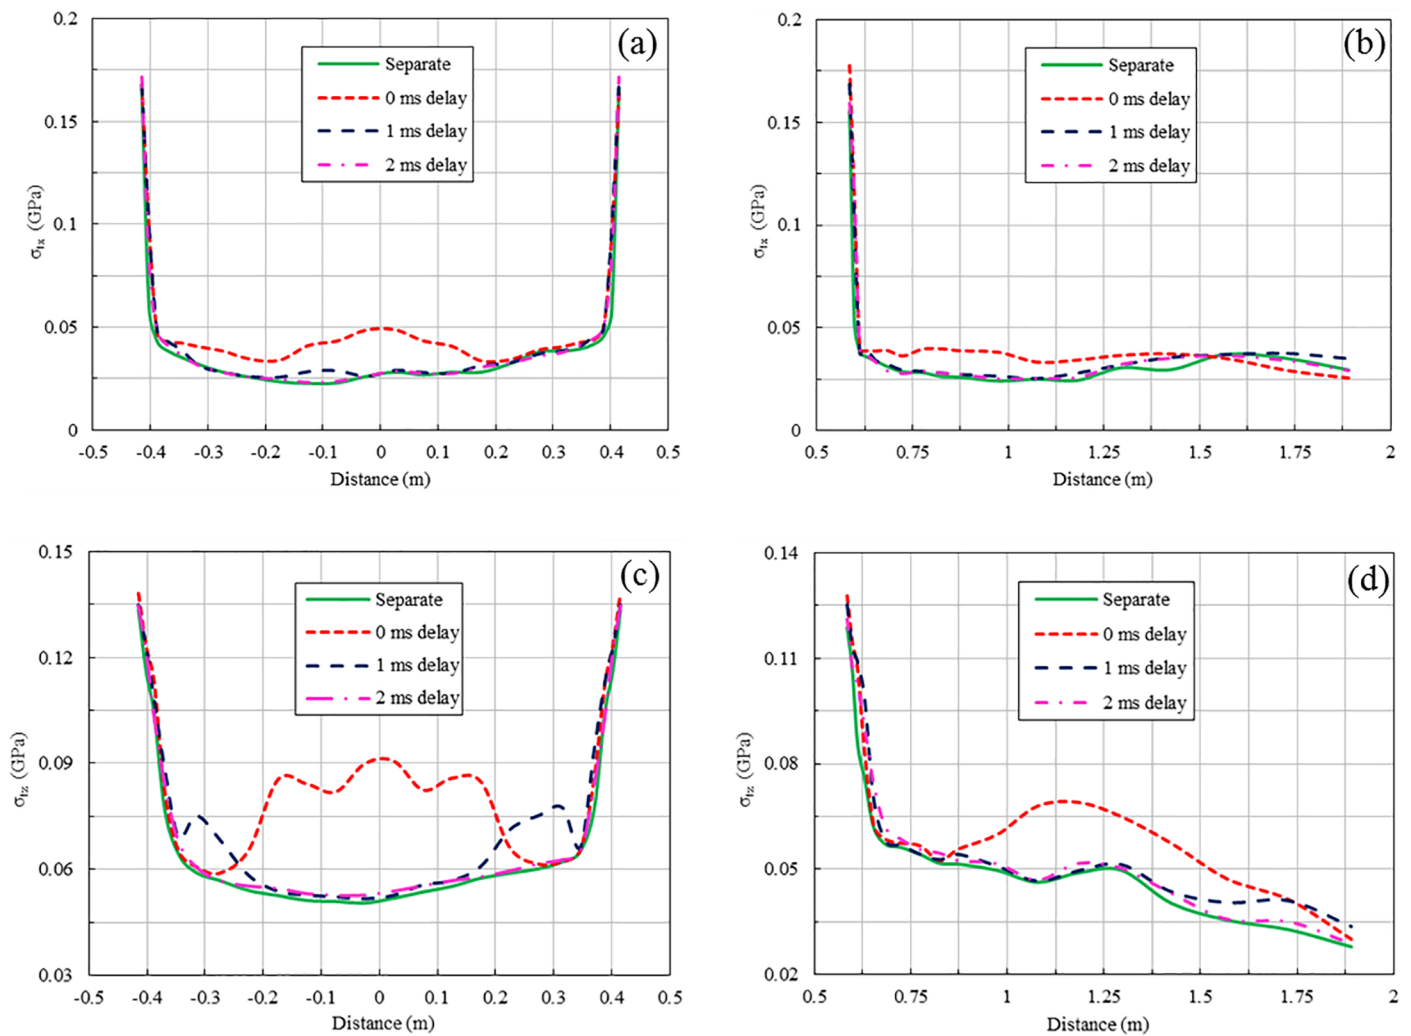 (a)
0.2
0.15
0.1
0.05
0
σtx (GPa)
Separate
0 ms delay
1 ms delay
2 ms delay
-0.5 -0.4 -0.3 -0.2 -0.1 0 0.1 0.2 0.3 0.4 0.5
Distance (m)
(b)
0.2
0.15
0.1
0.05
0
σtx (GPa)
Separate
0 ms delay
1 ms delay
2 ms delay
0.5 0.75 1 1.25 1.5 1.75 2
Distance (m)
(c)
0.15
0.12
0.09
0.06
0.03
σtz (GPa)
Separate
0 ms delay
1 ms delay
2 ms delay
-0.5 -0.4 -0.3 -0.2 -0.1 0 0.1 0.2 0.3 0.4 0.5
Distance (m)
(d)
0.14
0.11
0.08
0.05
0.02
σtz (GPa)
Separate
0 ms delay
1 ms delay
2 ms delay
0.5 0.75 1 1.25 1.5 1.75 2
Distance (m)